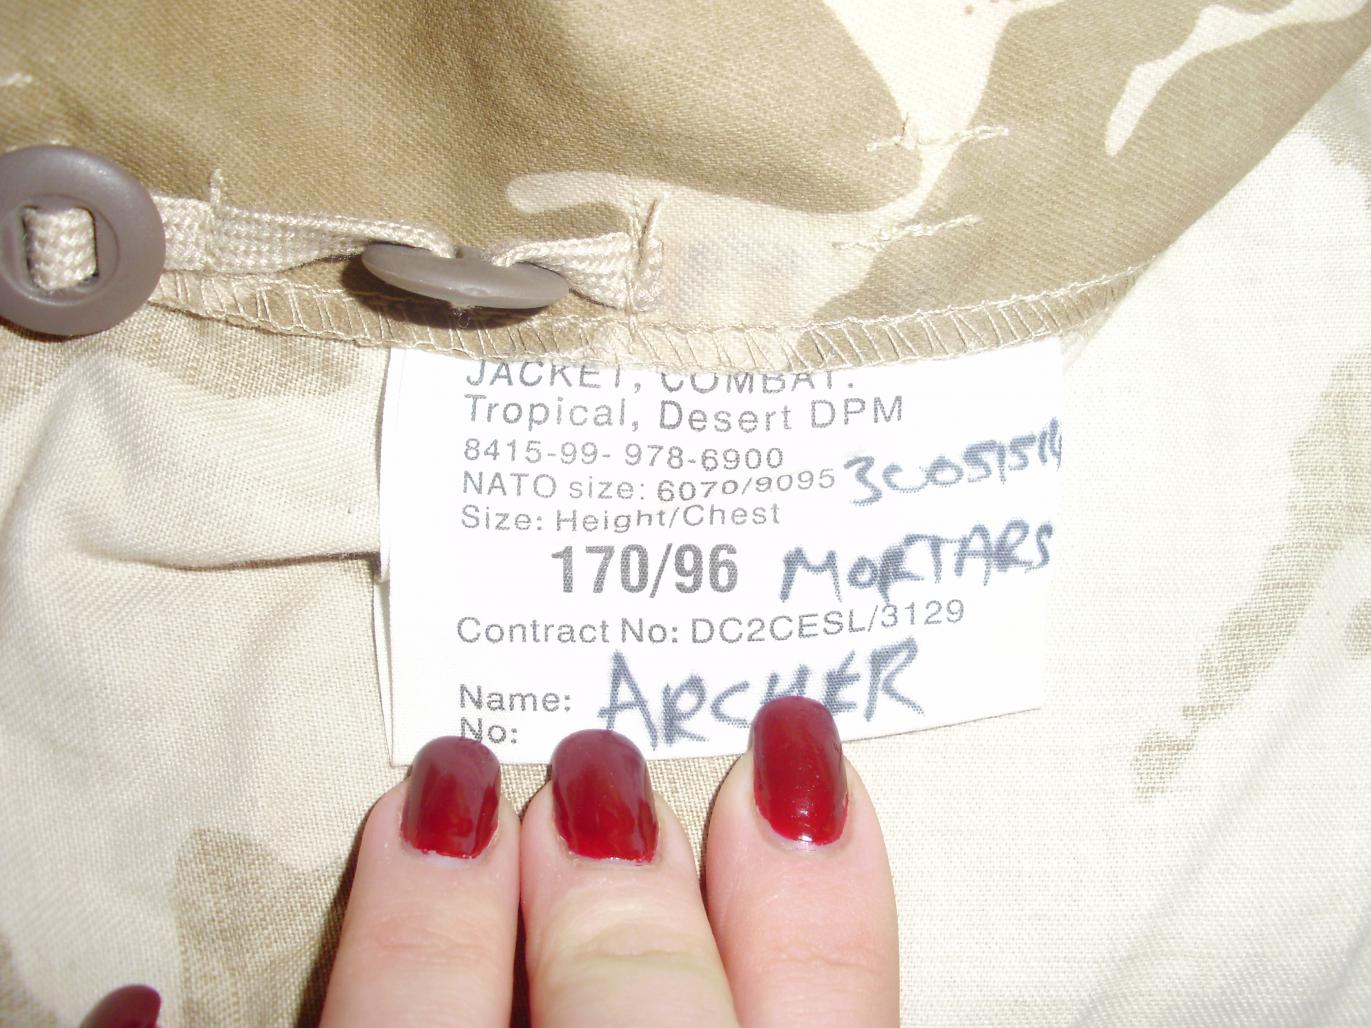 JACKET, COMBAT.
Tropical, Desert DPM
8415-99- 978-6900
NATO size: 6070/9095
Size: Height/Chest
170/96 MORTARS
Contract No: DC2CESL/3129
Name: ARCHER
No: